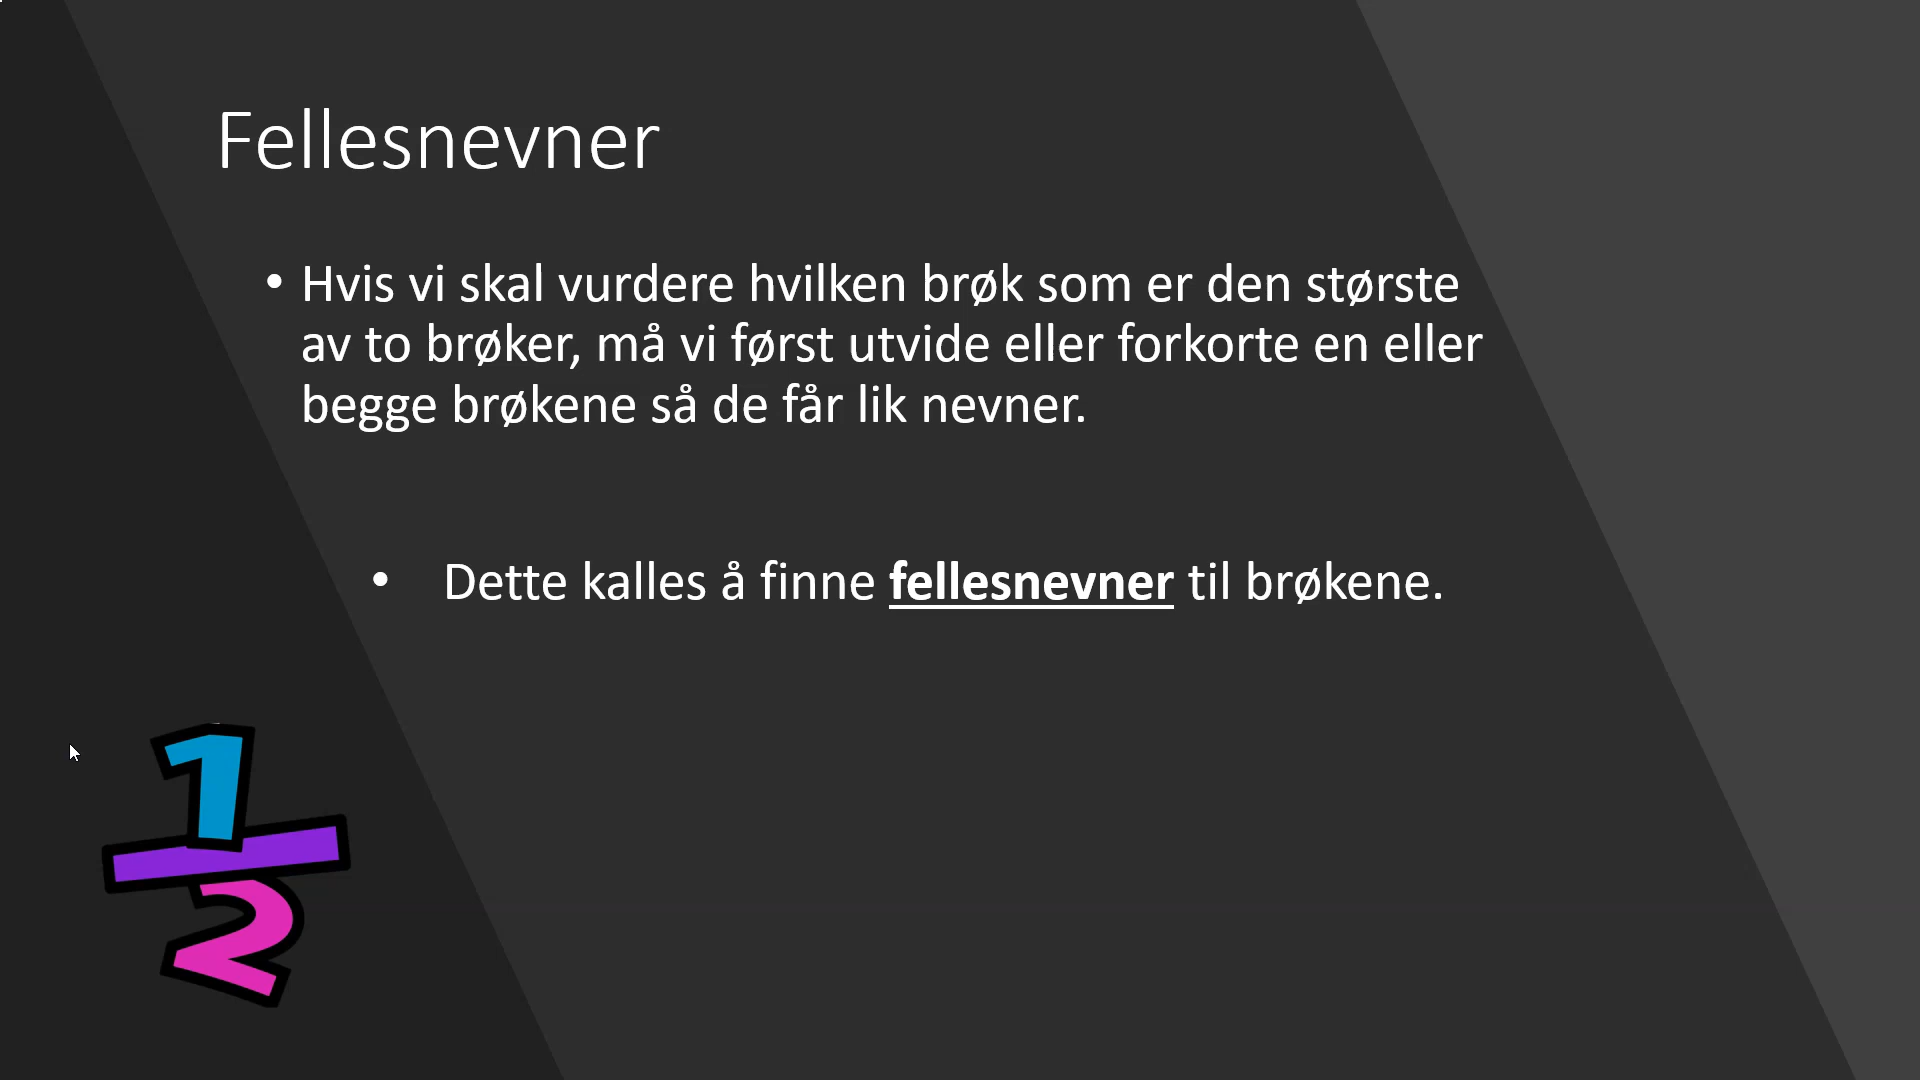 Fellesnevner
• Hvis vi skal vurdere hvilken brøk som er den største
av to brøker, må vi først utvide eller forkorte en eller
begge brøkene så de får lik nevner.
• Dette kalles å finne fellesnevner til brøkene.
1
2